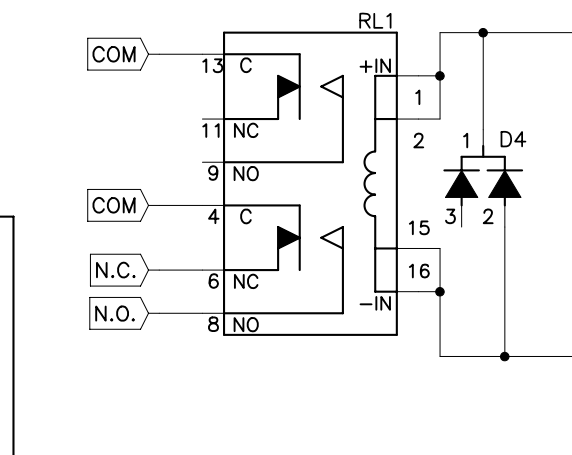 RL1
COM
13 C
+IN
1
11 NC
2
1 D4
9 NO
COM
3 2
4 C
15
N.C.
6 NC
16
N.O.
8 NO
-IN